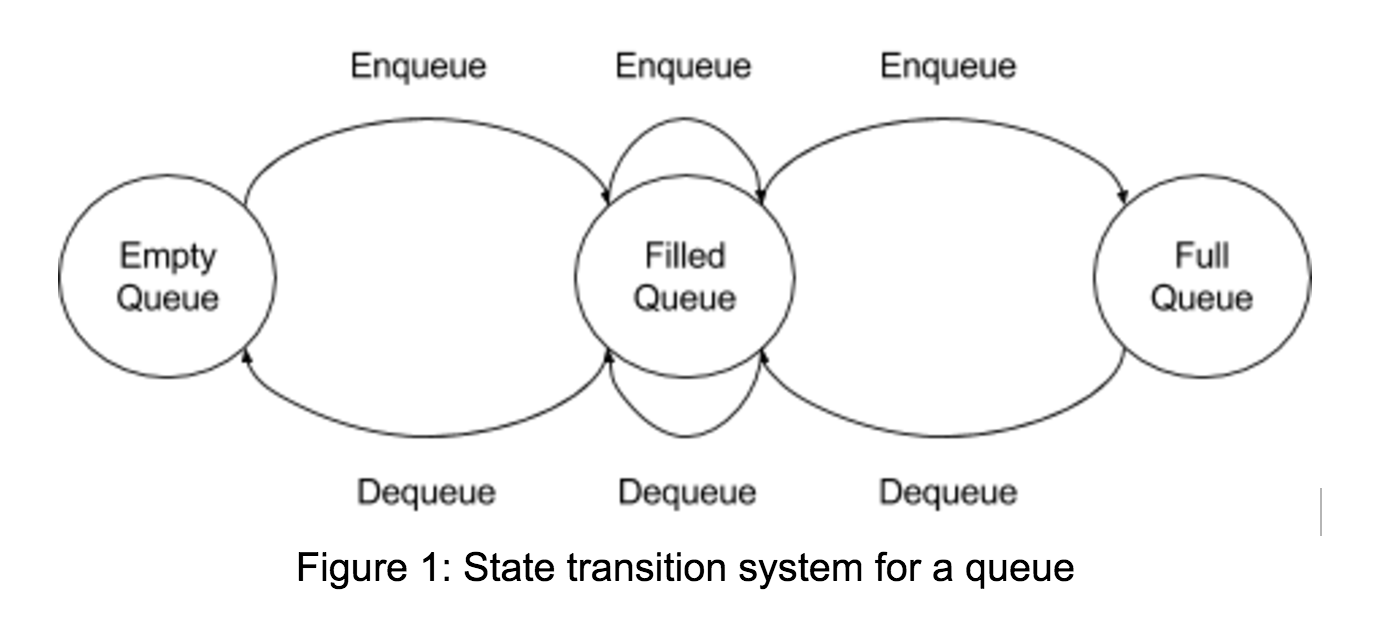 Enqueue Enqueue Enqueue
Empty
Queue
Filled
Queue
Full
Queue
Dequeue Dequeue Dequeue
Figure 1: State transition system for a queue